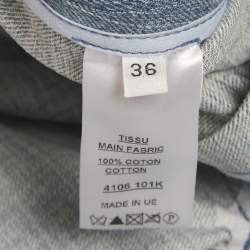 36
TISSU
MAIN FABRIC
100% COTON
COTTON
4106 101K
MADE IN UE